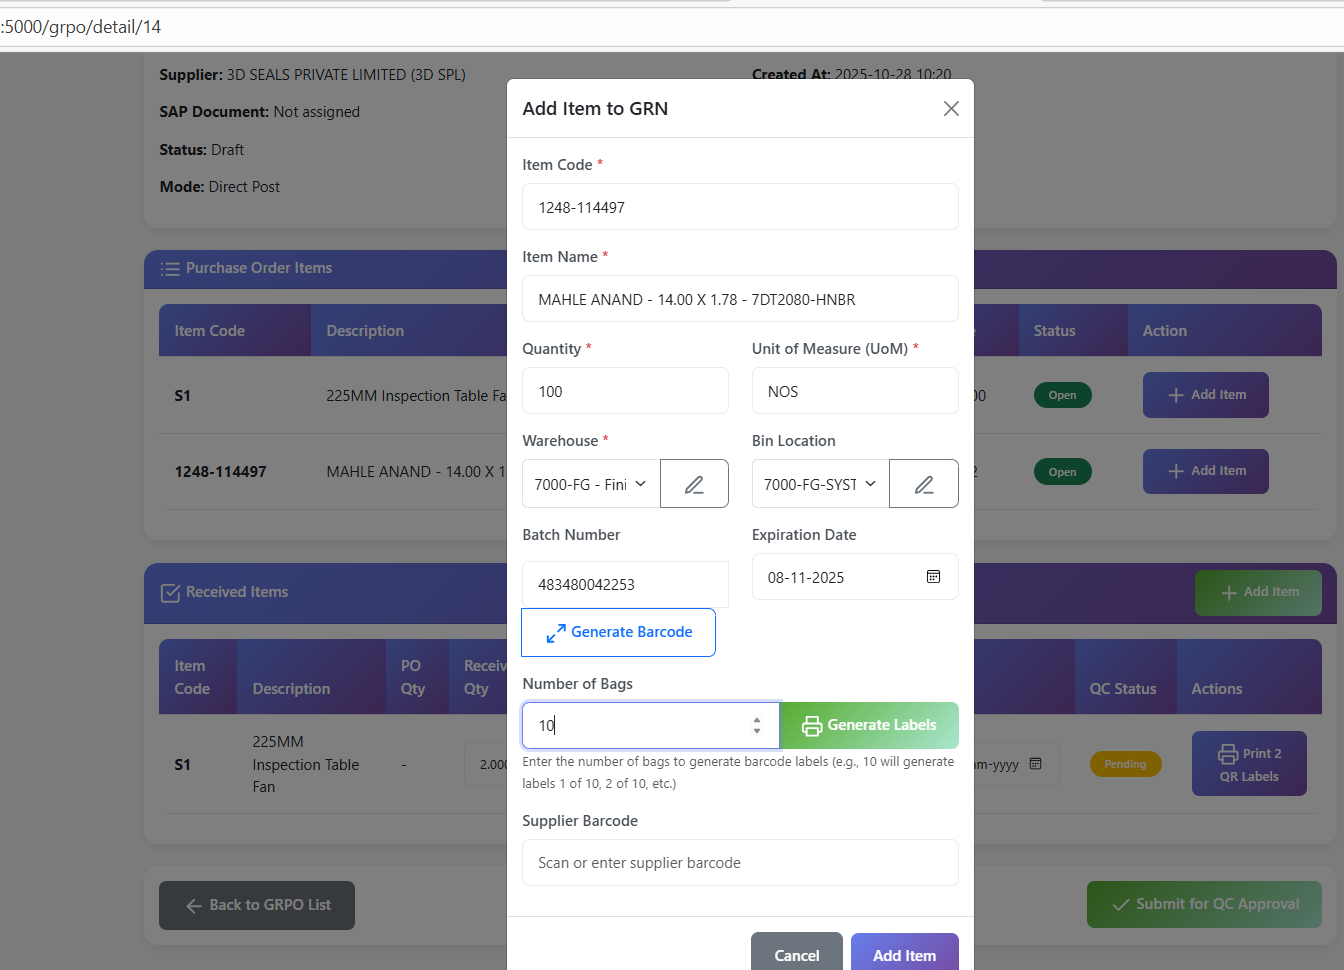 :5000/grpo/detail/14
Supplier: 3D SEALS PRIVATE LIMITED (3D SPL)
Created At: 2025-10-28 10:20
SAP Document: Not assigned
Status: Draft
Mode: Direct Post
Purchase Order Items
Item Code Description Status Action
S1 225MM Inspection Table Fa 00 Open + Add Item
1248-114497 MAHLE ANAND - 14.00 X 1 2 Open + Add Item
Received Items
+ Add Item
Item Code Description PO Qty Receiv Qty QC Status Actions
S1 225MM Inspection Table Fan - 2.000 m-yyyy Pending Print 2 QR Labels
Back to GRPO List
Submit for QC Approval
Add Item to GRN
Item Code *
1248-114497
Item Name *
MAHLE ANAND - 14.00 X 1.78 - 7DT2080-HNBR
Quantity * Unit of Measure (UoM) *
100 NOS
Warehouse * Bin Location
7000-FG - Fini 7000-FG-SYST
Batch Number Expiration Date
483480042253 08-11-2025
Generate Barcode
Number of Bags
10 Generate Labels
Enter the number of bags to generate barcode labels (e.g., 10 will generate
labels 1 of 10, 2 of 10, etc.)
Supplier Barcode
Scan or enter supplier barcode
Cancel Add Item